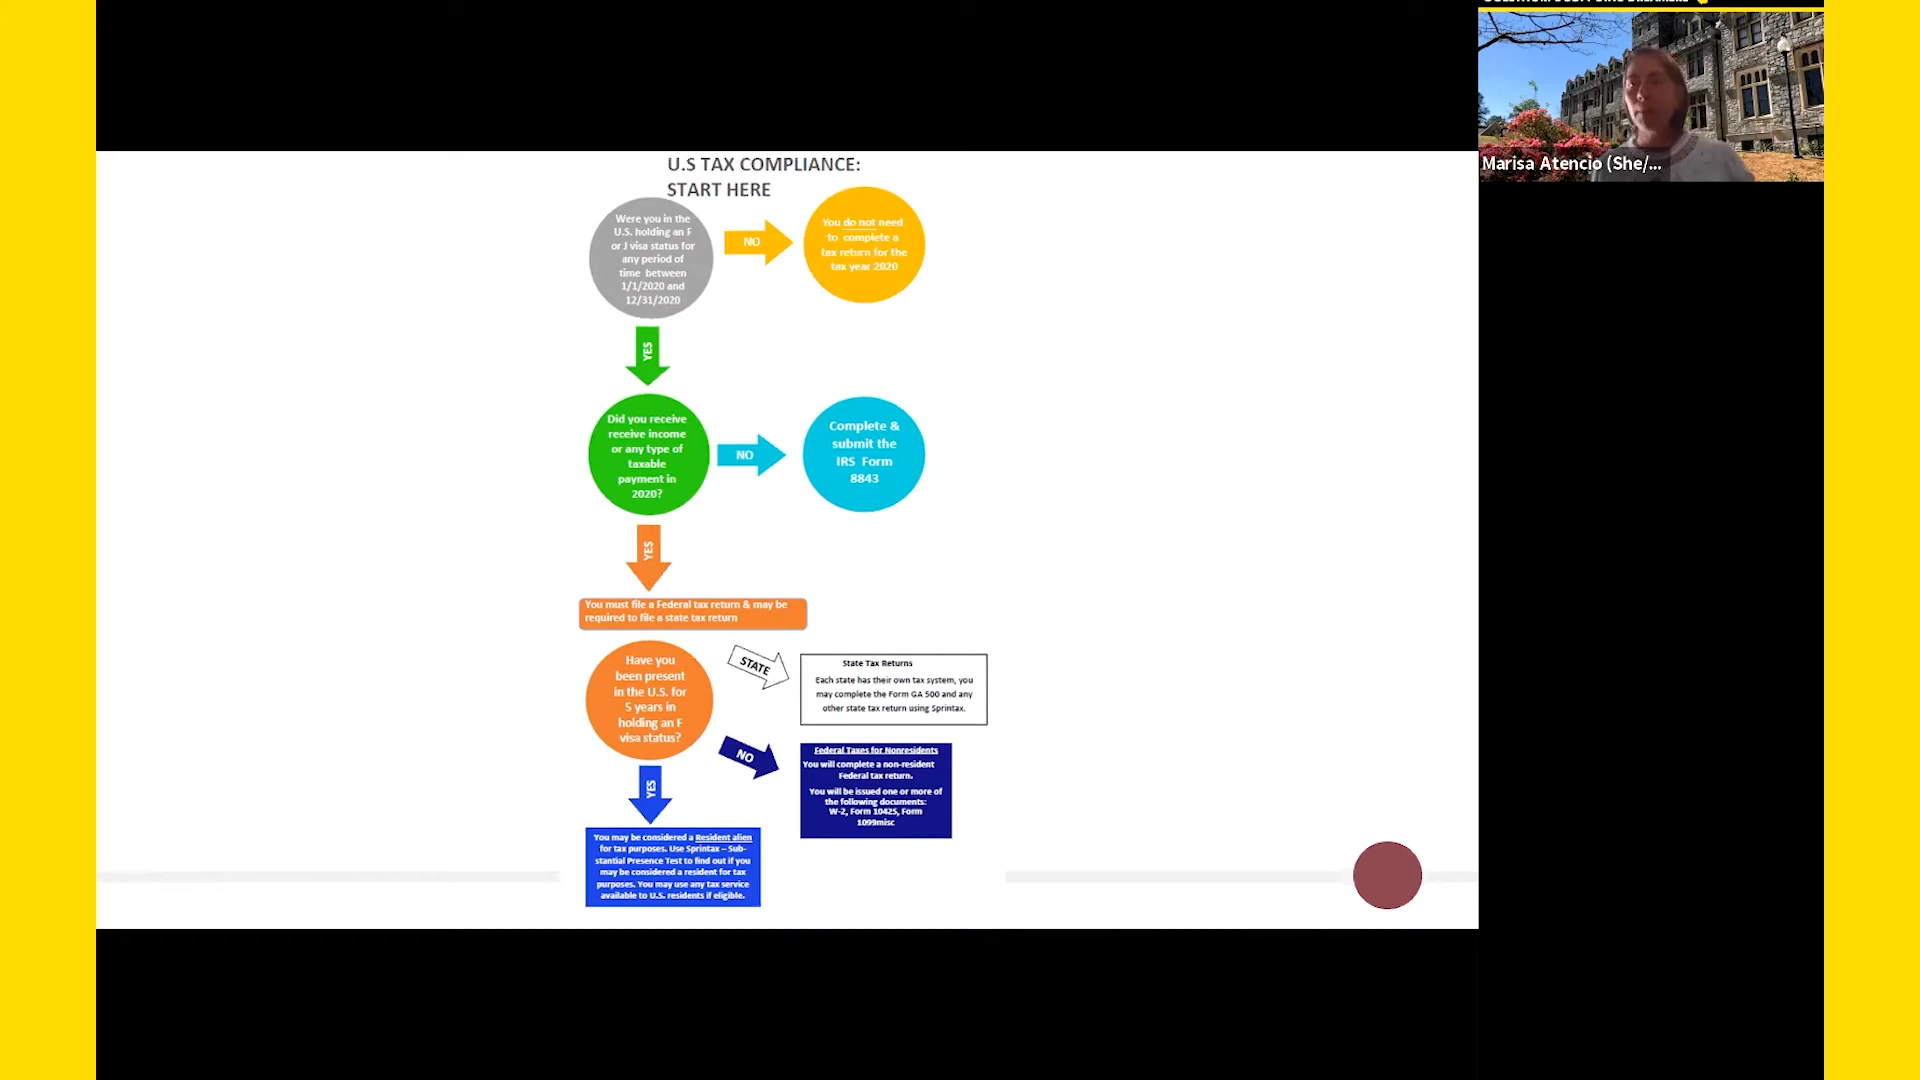 Marisa Atencio (She/...
U.S TAX COMPLIANCE:
START HERE
Were you in the
U.S. holding an F
or J visa status for
any period of
time between
1/1/2020 and
12/31/2020
NO
You do not need
to complete a
tax return for the
tax year 2020
YES
Did you receive
receive income
or any type of
taxable
payment in
2020?
NO
Complete &
submit the
IRS Form
8843
YES
You must file a Federal tax return & may be
required to file a state tax return
Have you
been present
in the U.S. for
5 years in
holding an F
visa status?
STATE
State Tax Returns
Each state has their own tax system, you
may complete the Form GA 500 and any
other state tax return using Sprintax.
NO
Federal Taxes for Nonresidents
You will complete a non-resident
Federal tax return.
You will be issued one or more of
the following documents:
W-2, Form 1042S, Form
1099misc
YES
You may be considered a Resident alien
for tax purposes. Use Sprintax – Sub-
stantial Presence Test to find out if you
may be considered a resident for tax
purposes. You may use any tax service
available to U.S. residents if eligible.